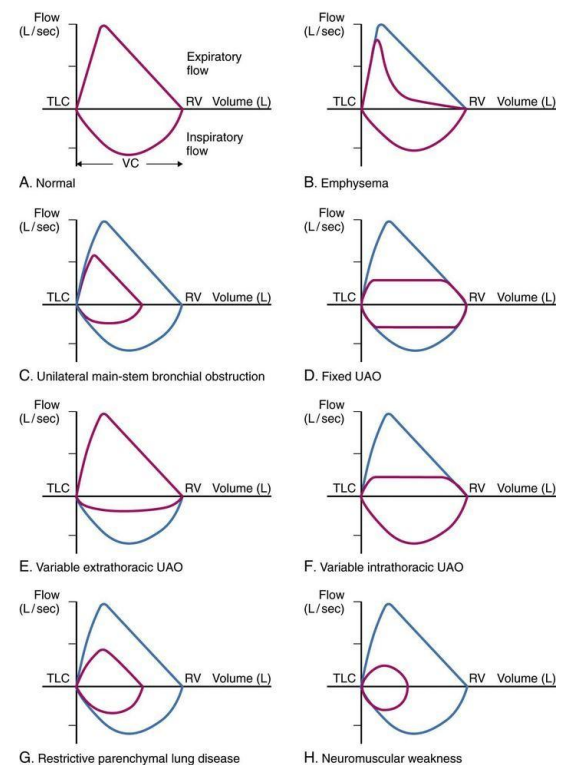 Flow
(L/sec)
Expiratory
flow
TLC
RV Volume (L)
Inspiratory
flow
VC
A. Normal
Flow
(L/sec)
TLC
RV Volume (L)
B. Emphysema
Flow
(L/sec)
TLC
RV Volume (L)
C. Unilateral main-stem bronchial obstruction
Flow
(L/sec)
TLC
RV Volume (L)
D. Fixed UAO
Flow
(L/sec)
TLC
RV Volume (L)
E. Variable extrathoracic UAO
Flow
(L/sec)
TLC
RV Volume (L)
F. Variable intrathoracic UAO
Flow
(L/sec)
TLC
RV Volume (L)
G. Restrictive parenchymal lung disease
Flow
(L/sec)
TLC
RV Volume (L)
H. Neuromuscular weakness